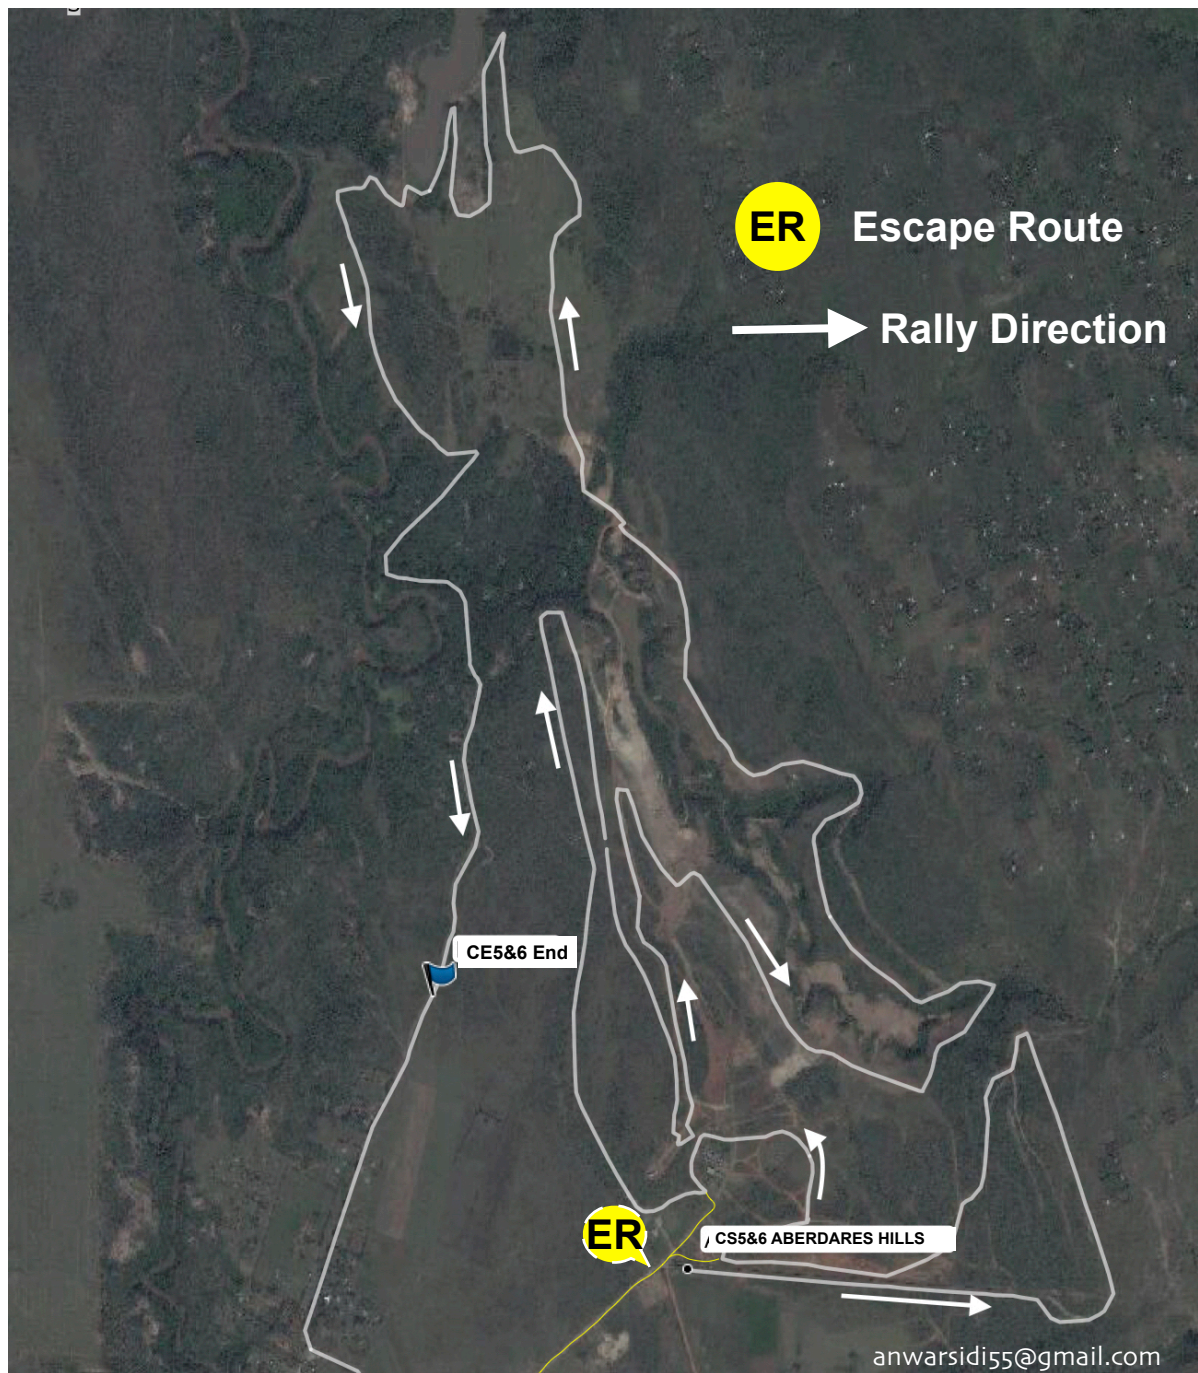 ER Escape Route
Rally Direction
CE5&6 End
ER
CS5&6 ABERDARES HILLS
anwarsidi55@gmail.com